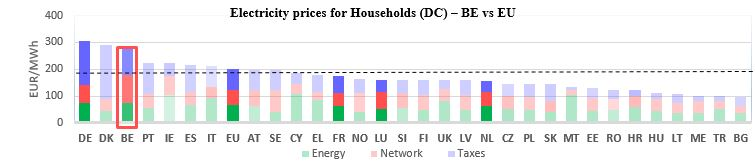 Electricity prices for Households (DC) – BE vs EU
400
300
200
100
0
EUR/MWh
DE DK BE PT IE ES IT EU AT SE CY EL FR NO LU SI FI UK LV NL CZ PL SK MT EE RO HR HU LT ME TR BG
Energy Network Taxes